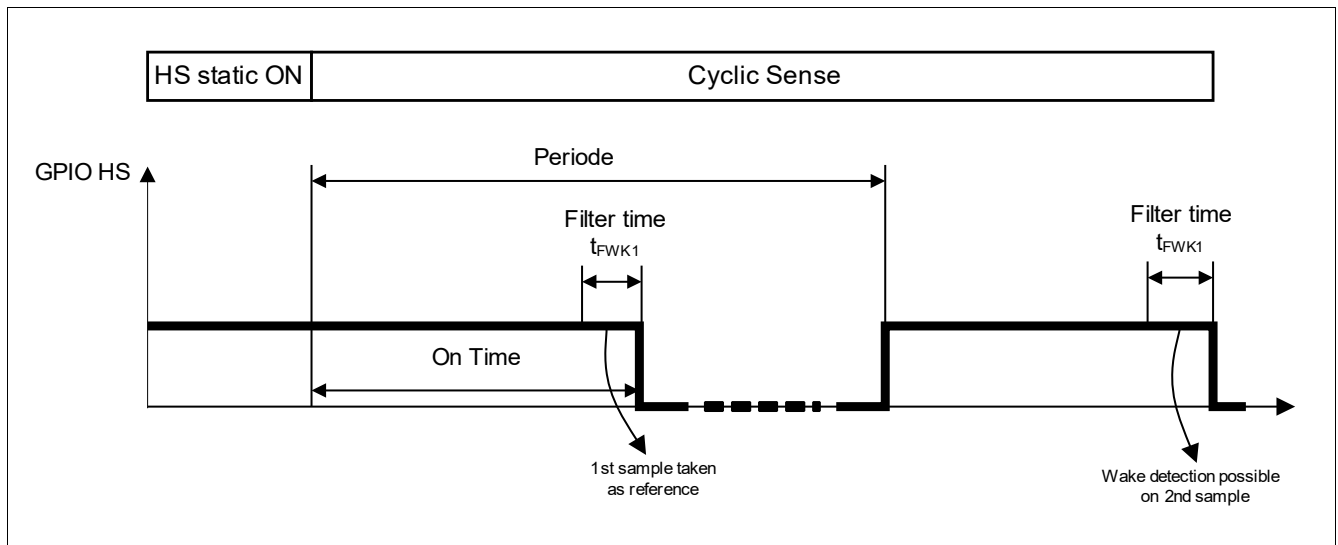 HS static ON
Cyclic Sense
GPIO HS
Periode
Filter time
tFWK1
Filter time
tFWK1
On Time
1st sample taken
as reference
Wake detection possible
on 2nd sample